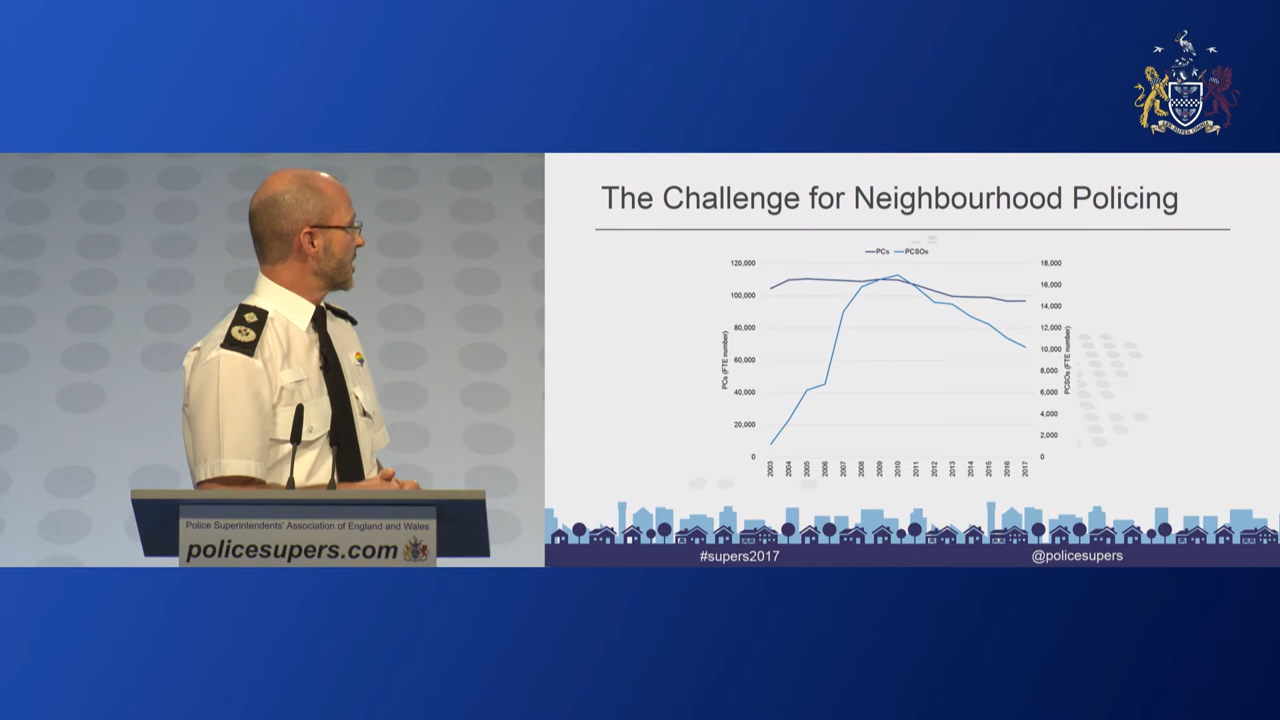 The Challenge for Neighbourhood Policing
PCs PCSOs
120,000
100,000
80,000
60,000
40,000
20,000
0
PCs (FTE number)
18,000
16,000
14,000
12,000
10,000
8,000
6,000
4,000
2,000
0
PCSOs (FTE number)
2003 2004 2005 2006 2007 2008 2009 2010 2011 2012 2013 2014 2015 2016 2017
#supers2017 @policesupers
Police Superintendents' Association of England and Wales
policesupers.com